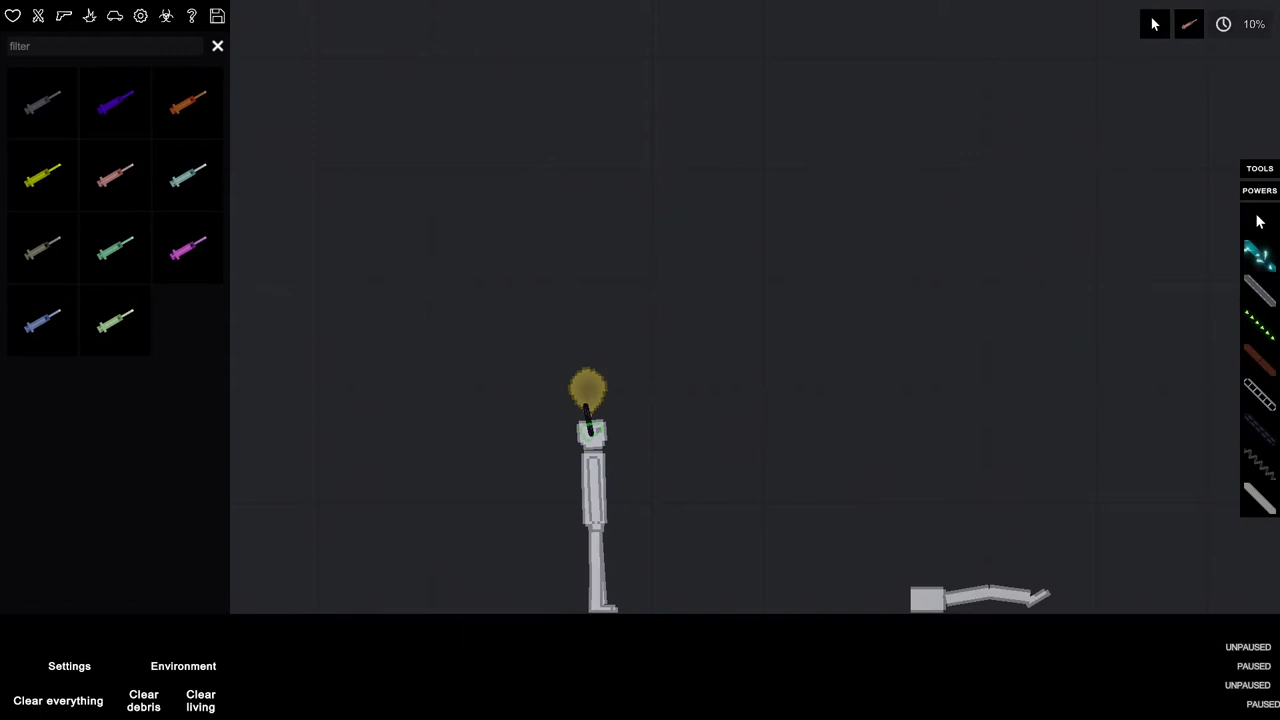 10%
filter
TOOLS
POWERS
Settings
Environment
Clear everything
Clear
debris
Clear
living
UNPAUSED
PAUSED
UNPAUSED
PAUSED